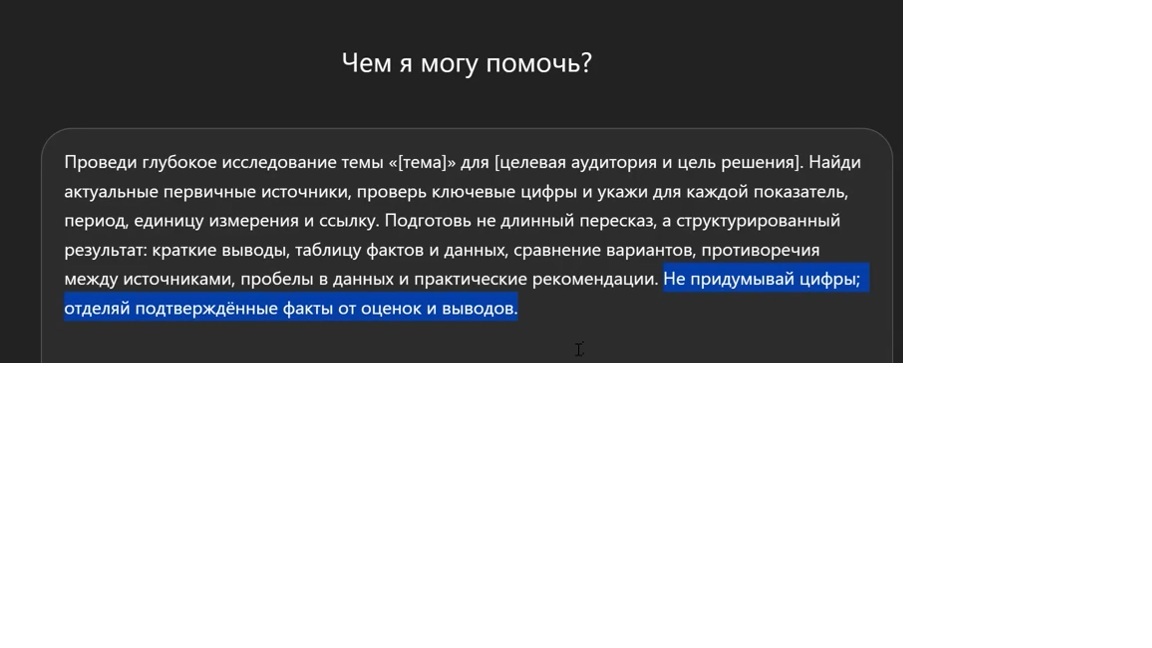 Чем я могу помочь?
Проведи глубокое исследование темы «[тема]» для [целевая аудитория и цель решения]. Найди
актуальные первичные источники, проверь ключевые цифры и укажи для каждой показатель,
период, единицу измерения и ссылку. Подготовь не длинный пересказ, а структурированный
результат: краткие выводы, таблицу фактов и данных, сравнение вариантов, противоречия
между источниками, пробелы в данных и практические рекомендации. Не придумывай цифры;
отделяй подтверждённые факты от оценок и выводов.